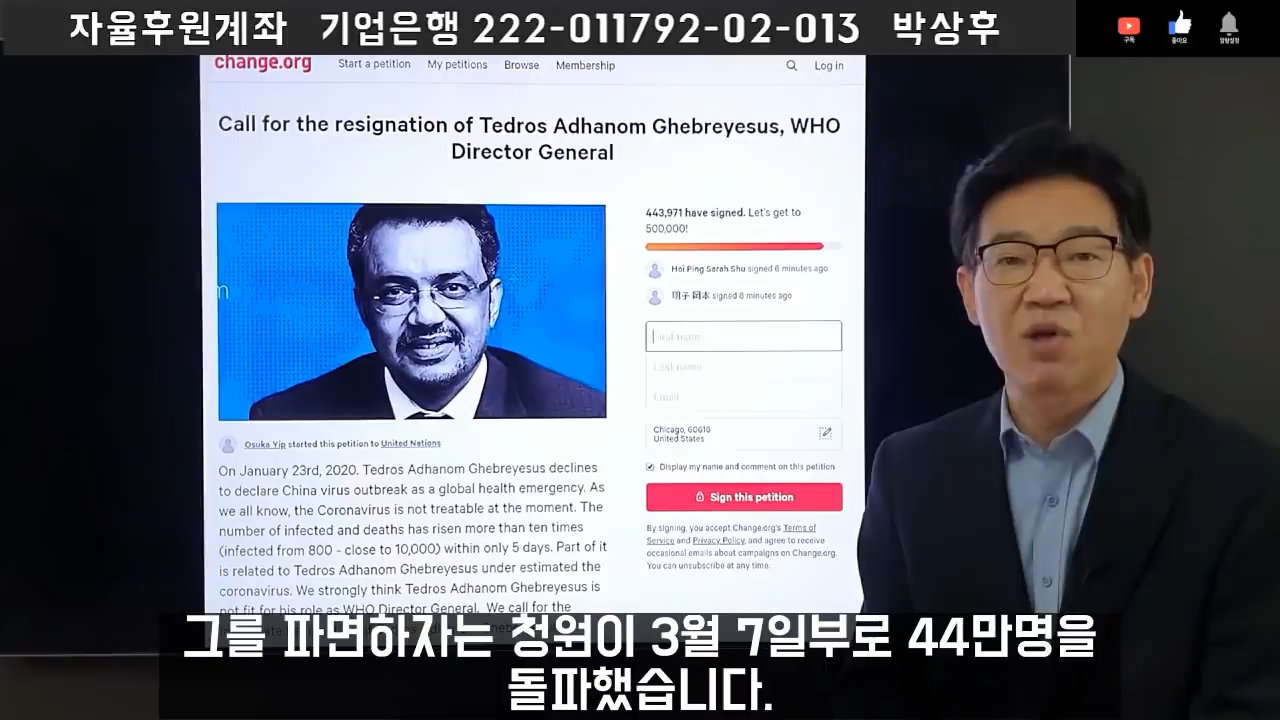 자율후원계좌 기업은행 222-011792-02-013 박상후
구독 좋아요 알림설정
change.org Start a petition My petitions Browse Membership Log in
Call for the resignation of Tedros Adhanom Ghebreyesus, WHO
Director General
443,971 have signed. Let's get to
500,000!
Hoi Ping Sarah Shu signed 6 minutes ago
明子 岡本 signed 8 minutes ago
First name
Last name
Email
Chicago, 60616
United States
Display my name and comment on this petition
Sign this petition
By signing, you accept Change.org's Terms of
Service and Privacy Policy, and agree to receive
occasional emails about campaigns on Change.org.
You can unsubscribe at any time.
Osuka Yip started this petition to United Nations
On January 23rd, 2020. Tedros Adhanom Ghebreyesus declines
to declare China virus outbreak as a global health emergency. As
we all know, the Coronavirus is not treatable at the moment. The
number of infected and deaths has risen more than ten times
(infected from 800 - close to 10,000) within only 5 days. Part of it
is related to Tedros Adhanom Ghebreyesus under estimated the
coronavirus. We strongly think Tedros Adhanom Ghebreyesus is
not fit for his role as WHO Director General. We call for the
그를 파면하자는 청원이 3월 7일부로 44만명을
돌파했습니다.